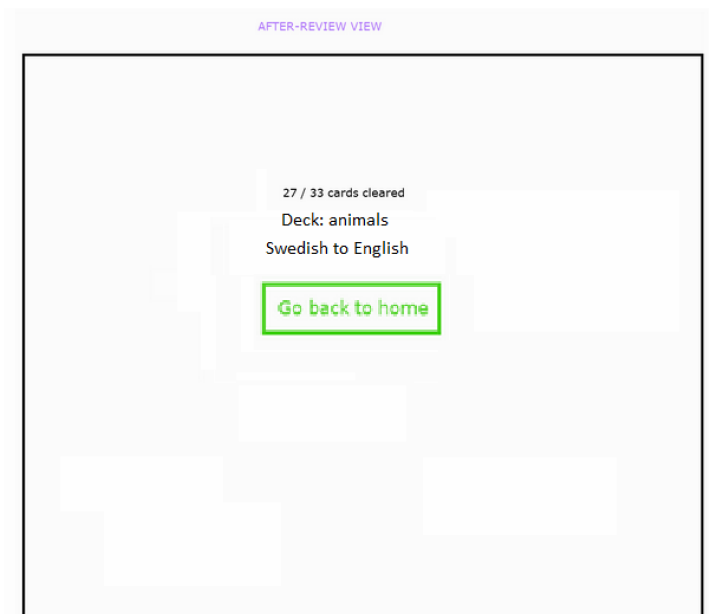 AFTER-REVIEW VIEW
27 / 33 cards cleared
Deck: animals
Swedish to English
Go back to home